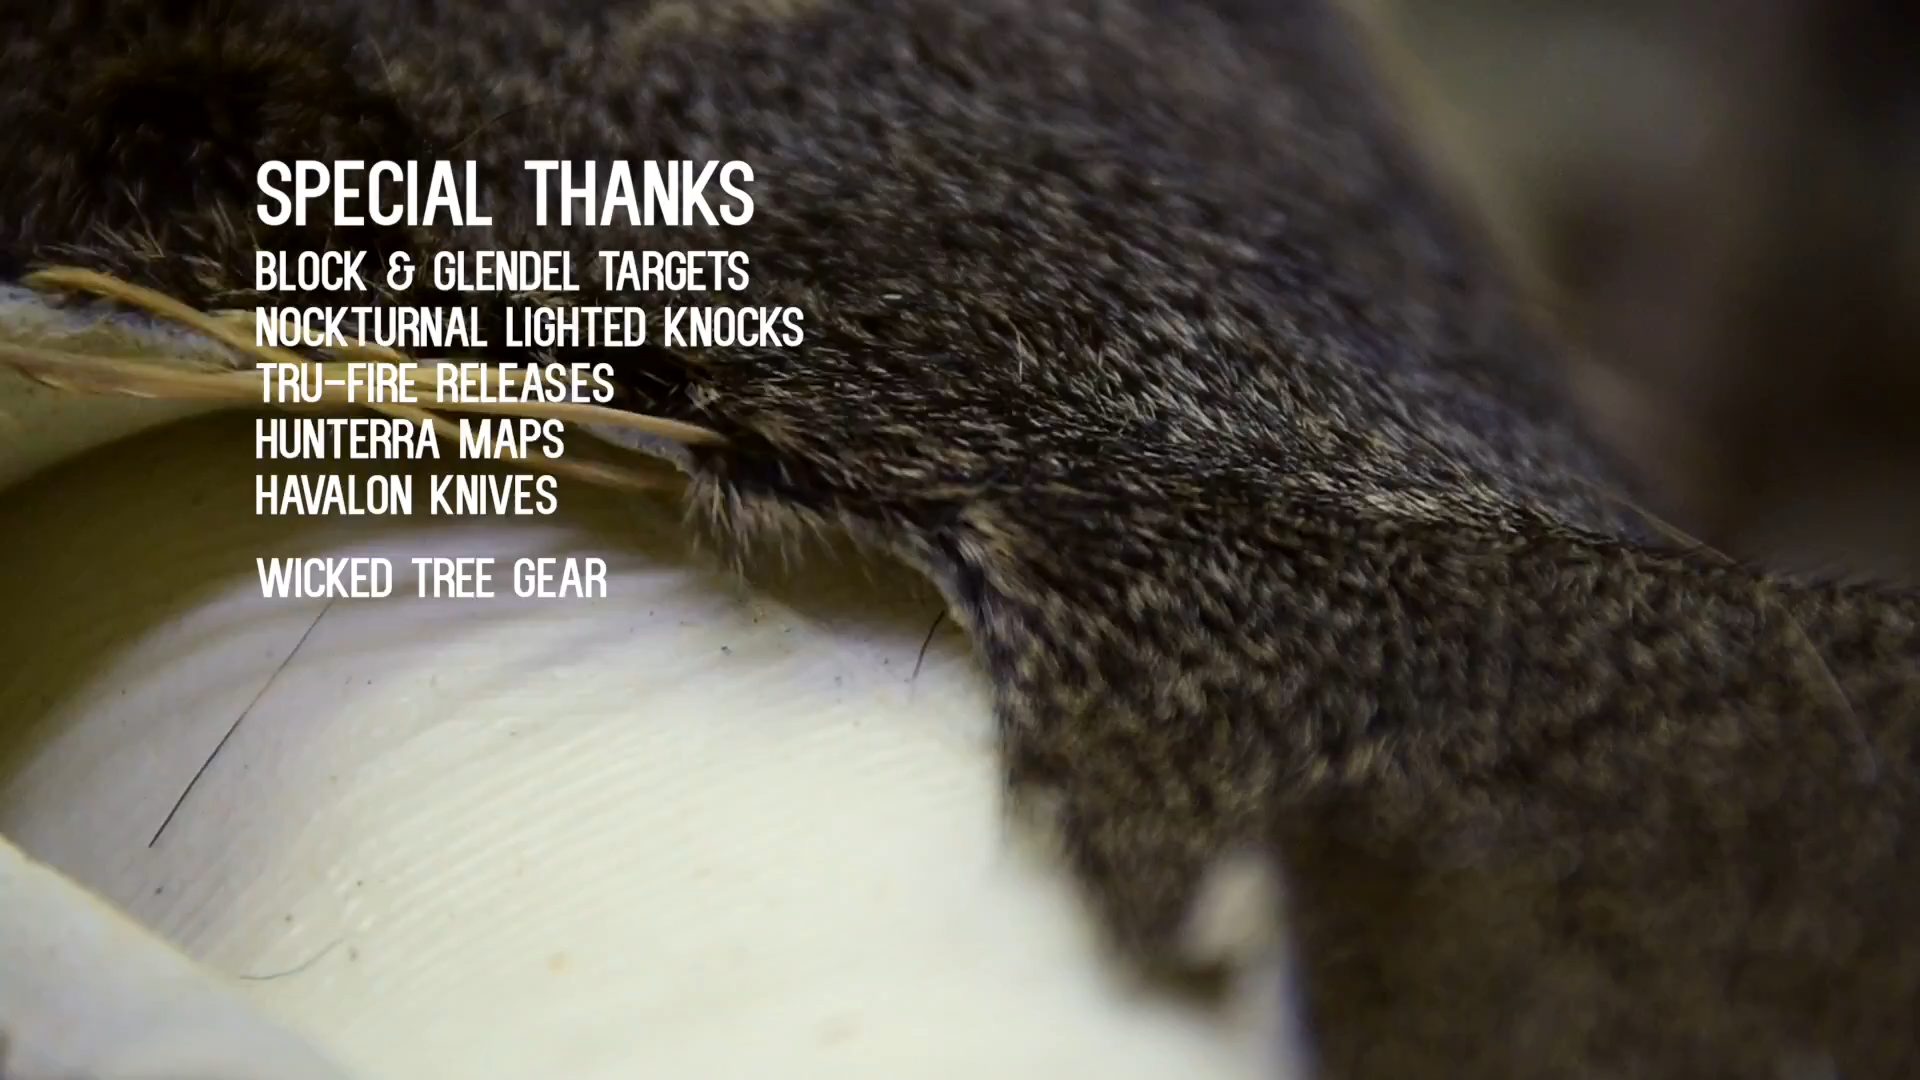 SPECIAL THANKS
BLOCK & GLENDEL TARGETS
NOCKTURNAL LIGHTED KNOCKS
TRU-FIRE RELEASES
HUNTERRA MAPS
HAVALON KNIVES
WICKED TREE GEAR